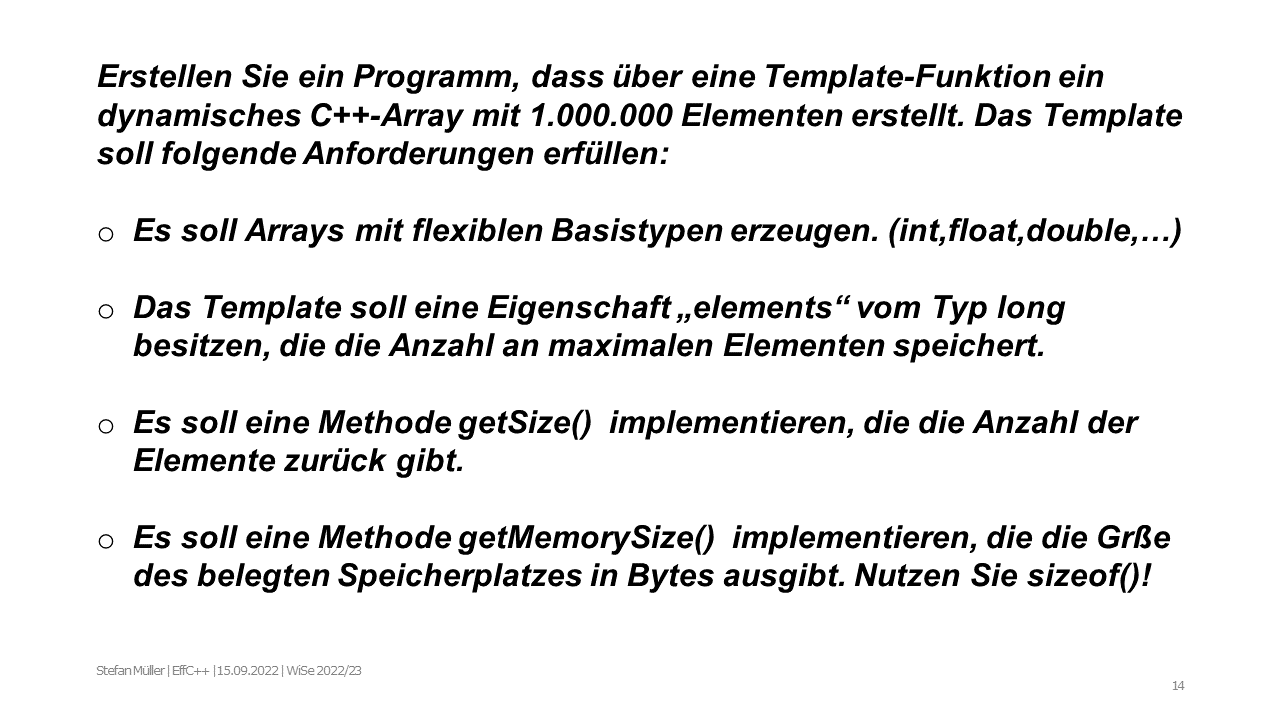 Erstellen Sie ein Programm, dass über eine Template-Funktion ein
dynamisches C++-Array mit 1.000.000 Elementen erstellt. Das Template
soll folgende Anforderungen erfüllen:
o Es soll Arrays mit flexiblen Basistypen erzeugen. (int,float,double,…)
o Das Template soll eine Eigenschaft „elements“ vom Typ long
besitzen, die die Anzahl an maximalen Elementen speichert.
o Es soll eine Methode getSize() implementieren, die die Anzahl der
Elemente zurück gibt.
o Es soll eine Methode getMemorySize() implementieren, die die Grße
des belegten Speicherplatzes in Bytes ausgibt. Nutzen Sie sizeof()!
Stefan Müller | EffC++ |15.09.2022 | WiSe 2022/23
14